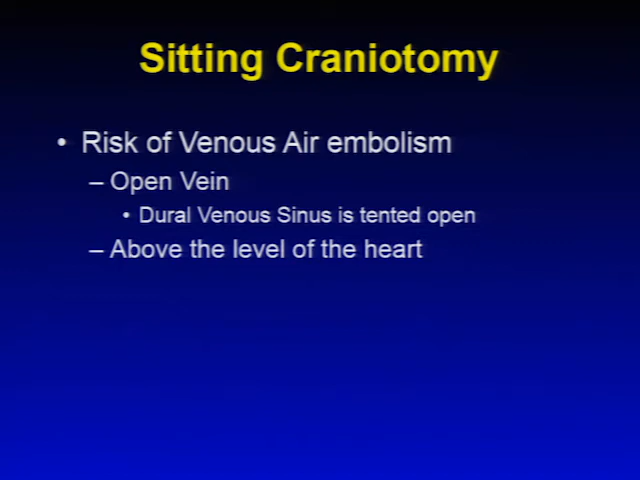 Sitting Craniotomy
• Risk of Venous Air embolism
– Open Vein
• Dural Venous Sinus is tented open
– Above the level of the heart